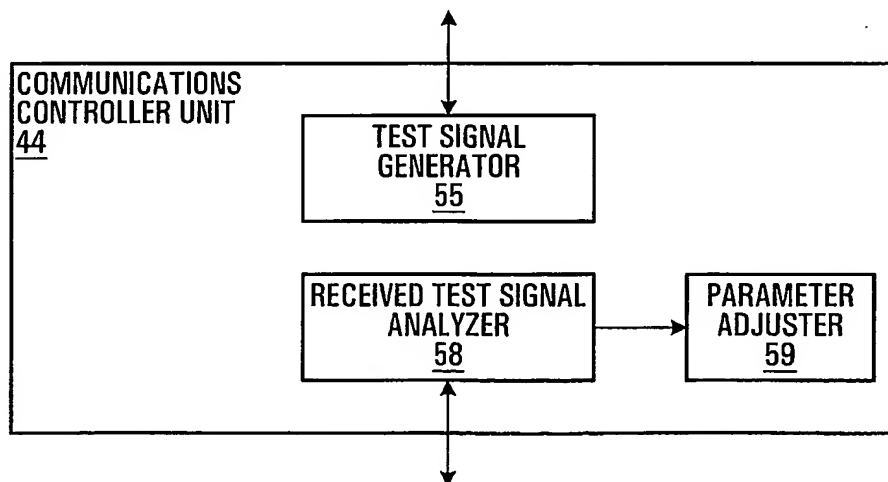 COMMUNICATIONS
CONTROLLER UNIT
44
TEST SIGNAL
GENERATOR
55
RECEIVED TEST SIGNAL
ANALYZER
58
PARAMETER
ADJUSTER
59